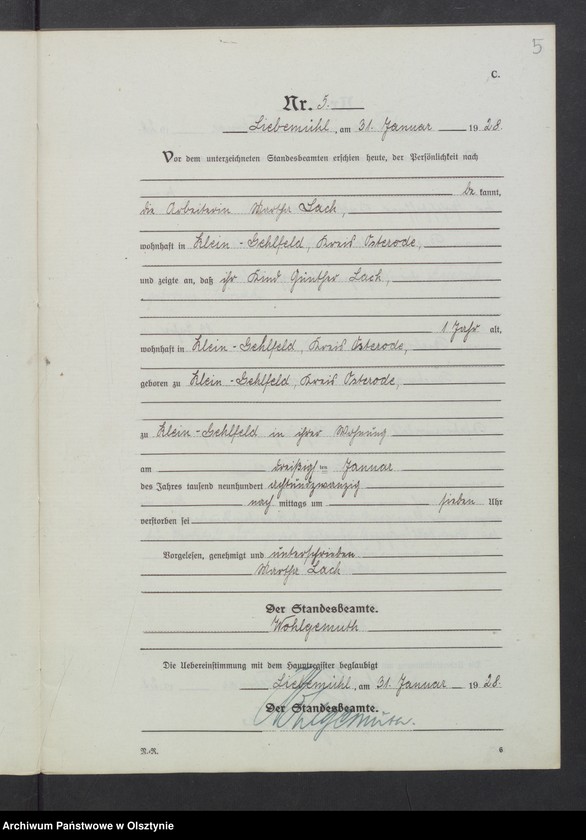 5
C.
Nr. 5.
Liebemühl, am 31. Januar 1928.
Vor dem unterzeichneten Standesbeamten erschien heute, der Persönlichkeit nach
be kannt,
die Arbeiterin Martha Lach,
wohnhaft in Klein-Gehlfeld, Kreis Osterode,
und zeigte an, daß ihr Kind Günther Lach,
1 Jahr alt,
wohnhaft in Klein-Gehlfeld, Kreis Osterode,
geboren zu Klein-Gehlfeld, Kreis Osterode,
zu Klein-Gehlfeld in ihrer Wohnung
am dreißigsten Januar
des Jahres tausend neunhundert achtundzwanzig
nach mittags um sieben Uhr
verstorben sei
Vorgelesen, genehmigt und unterschrieben
Martha Lach
Der Standesbeamte.
Wohlgemuth
Die Uebereinstimmung mit dem Hauptregister beglaubigt
Liebemühl, am 31. Januar 1928.
Der Standesbeamte.
Wohlgemuth.
R.-R.
6
Archiwum Państwowe w Olsztynie